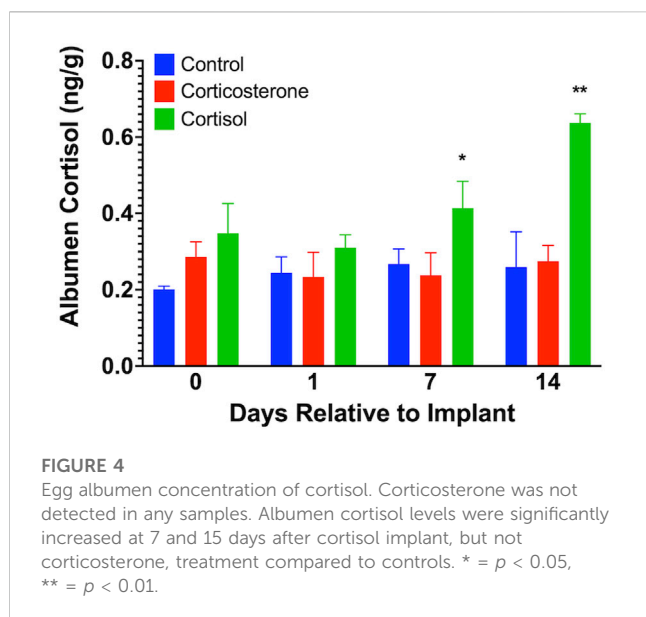 0.8
0.6
0.4
0.2
0.0
Albumen Cortisol (ng/g)
Control
Corticosterone
Cortisol
*
**
0 1 7 14
Days Relative to Implant
FIGURE 4
Egg albumen concentration of cortisol. Corticosterone was not
detected in any samples. Albumen cortisol levels were significantly
increased at 7 and 15 days after cortisol implant, but not
corticosterone, treatment compared to controls. * = p < 0.05,
** = p < 0.01.